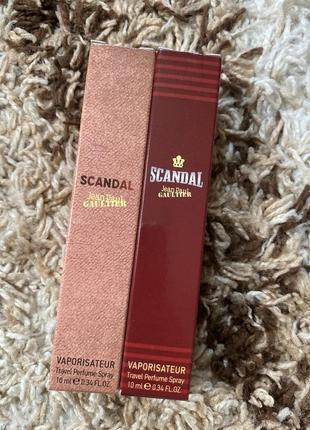 SCANDAL
Jean Paul
GAULTIER
VAPORISATEUR
Travel Perfume Spray
10 ml ℮ 0.34 FL.OZ.
SCANDAL
Jean Paul
GAULTIER
VAPORISATEUR
Travel Perfume Spray
10 ml ℮ 0.34 FL.OZ.